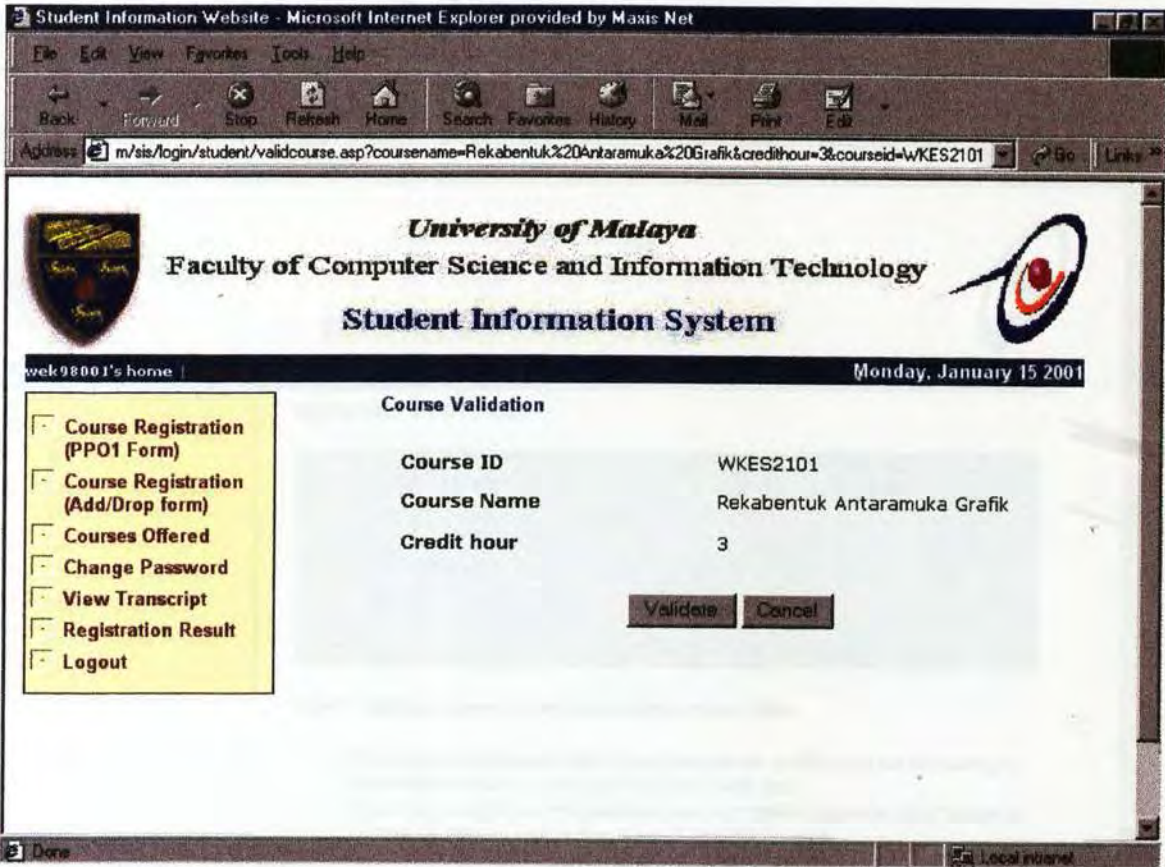 Student Information Website - Microsoft Internet Explorer provided by Maxis Net
File Edit View Favorites Tools Help
Back Forward Stop Refresh Home Search Favorites History Mail Print Edit
Address m/sis/login/student/validcourse.asp?coursename=Rekabentuk%20Antaramuka%20Grafik&credithour=3&courseid=WKES2101 Go Links »
University of Malaya
Faculty of Computer Science and Information Technology
Student Information System
wek98001's home | Monday, January 15 2001
Course Registration
(PPO1 Form)
Course Registration
(Add/Drop form)
Courses Offered
Change Password
View Transcript
Registration Result
Logout
Course Validation
Course ID WKES2101
Course Name Rekabentuk Antaramuka Grafik
Credit hour 3
Validate Cancel
Done Local intranet